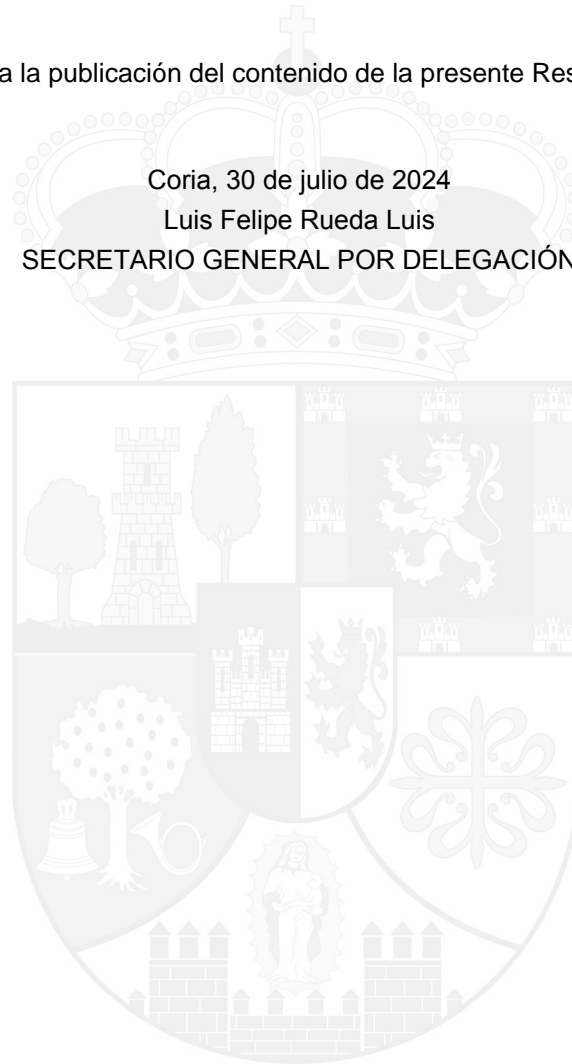 a la publicación del contenido de la presente Res
Coria, 30 de julio de 2024
Luis Felipe Rueda Luis
SECRETARIO GENERAL POR DELEGACIÓN